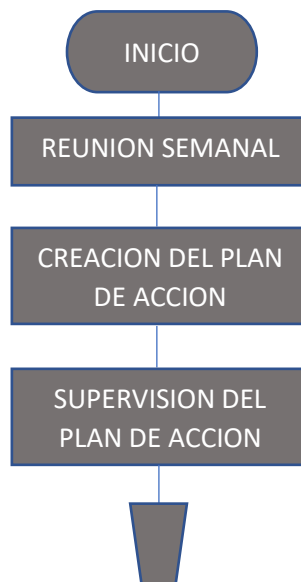 INICIO
REUNION SEMANAL
CREACION DEL PLAN
DE ACCION
SUPERVISION DEL
PLAN DE ACCION